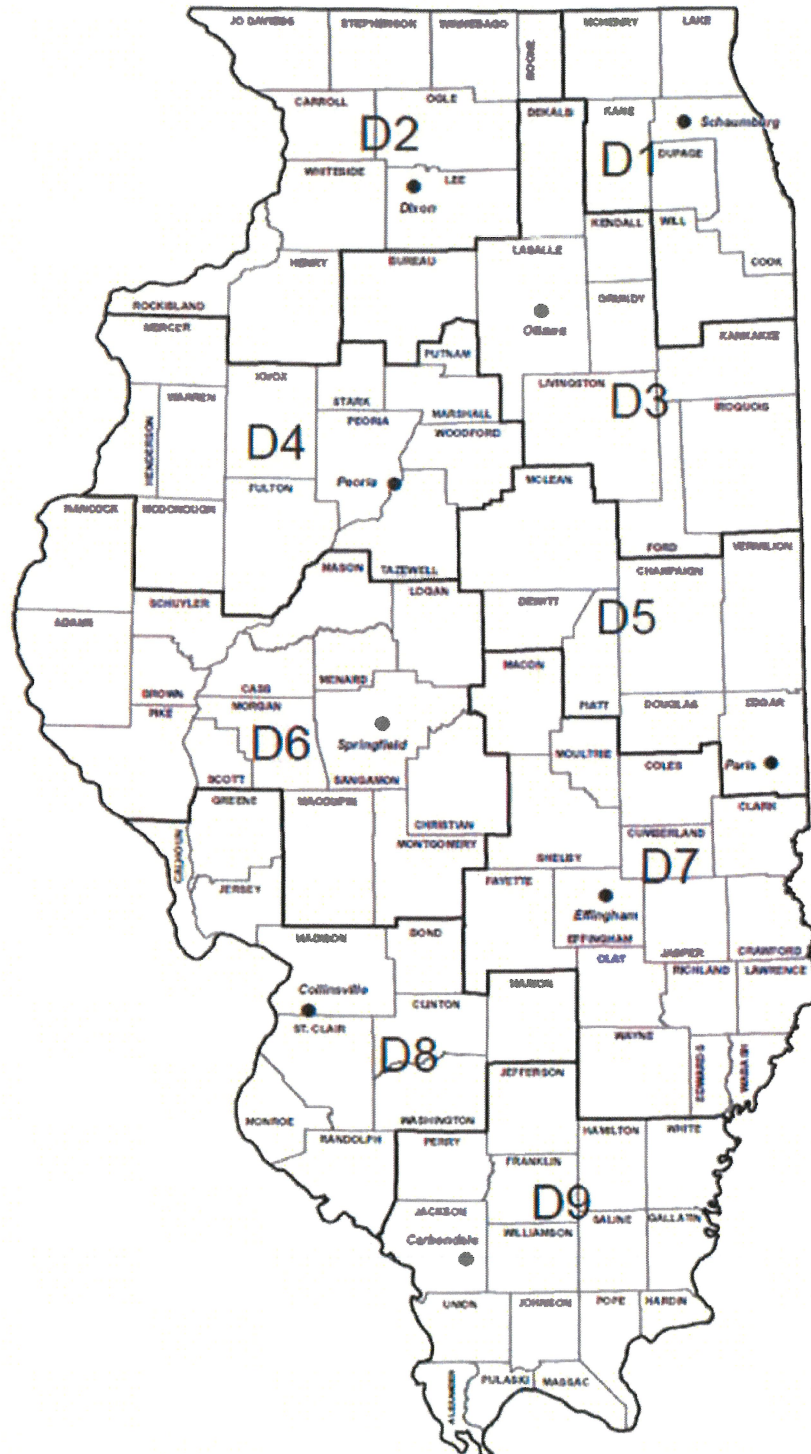 JO DAVIESS
STEPHENSON
WINNEBAGO
BOONE
MCHENRY
LAKE
CARROLL
OGLE
DEKALB
KANE
Schaumburg
D2
D1
DUPAGE
WHITESIDE
LEE
Dixon
KENDALL
WILL
LASALLE
COOK
HENRY
BUREAU
GRUNDY
ROCK ISLAND
Ottawa
MERCER
KANKAKEE
PUTNAM
KNOX
WARREN
STARK
LIVINGSTON
D3
IROQUOIS
PEORIA
MARSHALL
WOODFORD
D4
HENDERSON
Peoria
FULTON
MCLEAN
HANCOCK
MCDONOUGH
FORD
VERMILION
MASON
TAZEWELL
CHAMPAIGN
LOGAN
SCHUYLER
DEWITT
D5
ADAMS
MACON
MENARD
BROWN
CASS
PIKE
MORGAN
PIATT
DOUGLAS
EDGAR
D6
Springfield
MOULTRIE
COLES
Paris
SCOTT
SANGAMON
GREENE
MACOUPIN
CLARK
CHRISTIAN
CUMBERLAND
MONTGOMERY
CALHOUN
SHELBY
D7
FAYETTE
JERSEY
Effingham
MADISON
BOND
EFFINGHAM
JASPER
CRAWFORD
CLAY
RICHLAND
LAWRENCE
MARION
Collinsville
CLINTON
ST. CLAIR
WAYNE
D8
EDWARDS
WABASH
JEFFERSON
MONROE
WASHINGTON
HAMILTON
WHITE
RANDOLPH
PERRY
FRANKLIN
D9
JACKSON
SALINE
GALLATIN
WILLIAMSON
Carbondale
UNION
JOHNSON
POPE
HARDIN
ALEXANDER
PULASKI
MASSAC